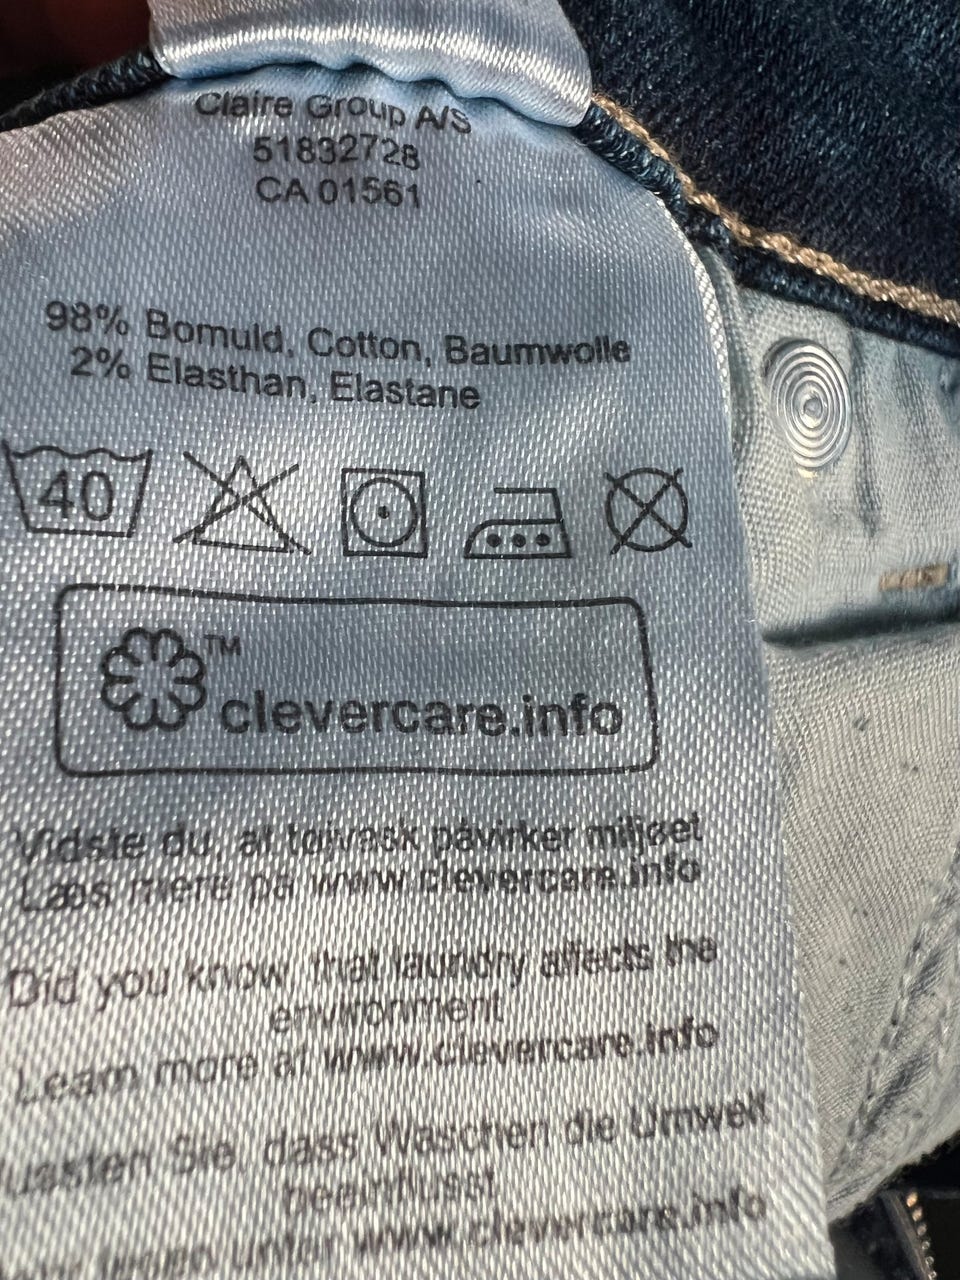 Claire Group A/S
51832728
CA 01561
98% Bomuld, Cotton, Baumwolle
2% Elasthan, Elastane
40
TM
clevercare.info
Vidste du, at tøjvask påvirker miljøet
Læs mere på www.clevercare.info
Did you know, that laundry affects the
environment
Learn more at www.clevercare.info
Sie, dass Waschen die Umwelt
beeinflusst
unter www.clevercare.info